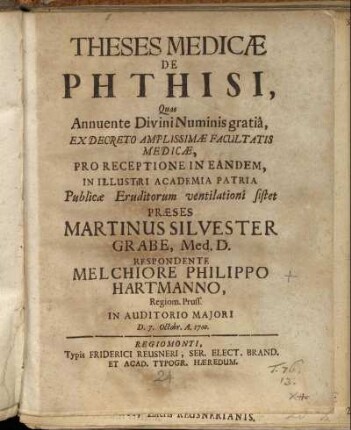 THESES MEDICÆ
DE
PHTHISI,
Quas
Annuente Divini Numinis gratiâ,
EX DECRETO AMPLISSIMÆ FACULTATIS
MEDICÆ,
PRO RECEPTIONE IN EANDEM,
IN ILLUSTRI ACADEMIA PATRIA
Publicæ Eruditorum ventilationi sistet
PRÆSES
MARTINUS SILVESTER
GRABE, Med. D.
RESPONDENTE
MELCHIORE PHILIPPO
HARTMANNO,
Regiom. Pruss.
IN AUDITORIO MAJORI
D. 7. Octobr. A. 1700.
REGIOMONTI,
Typis FRIDERICI REUSNERI, SER. ELECT. BRAND.
ET ACAD. TYPOGR. HÆREDUM.
24
REUSNERIANIS.